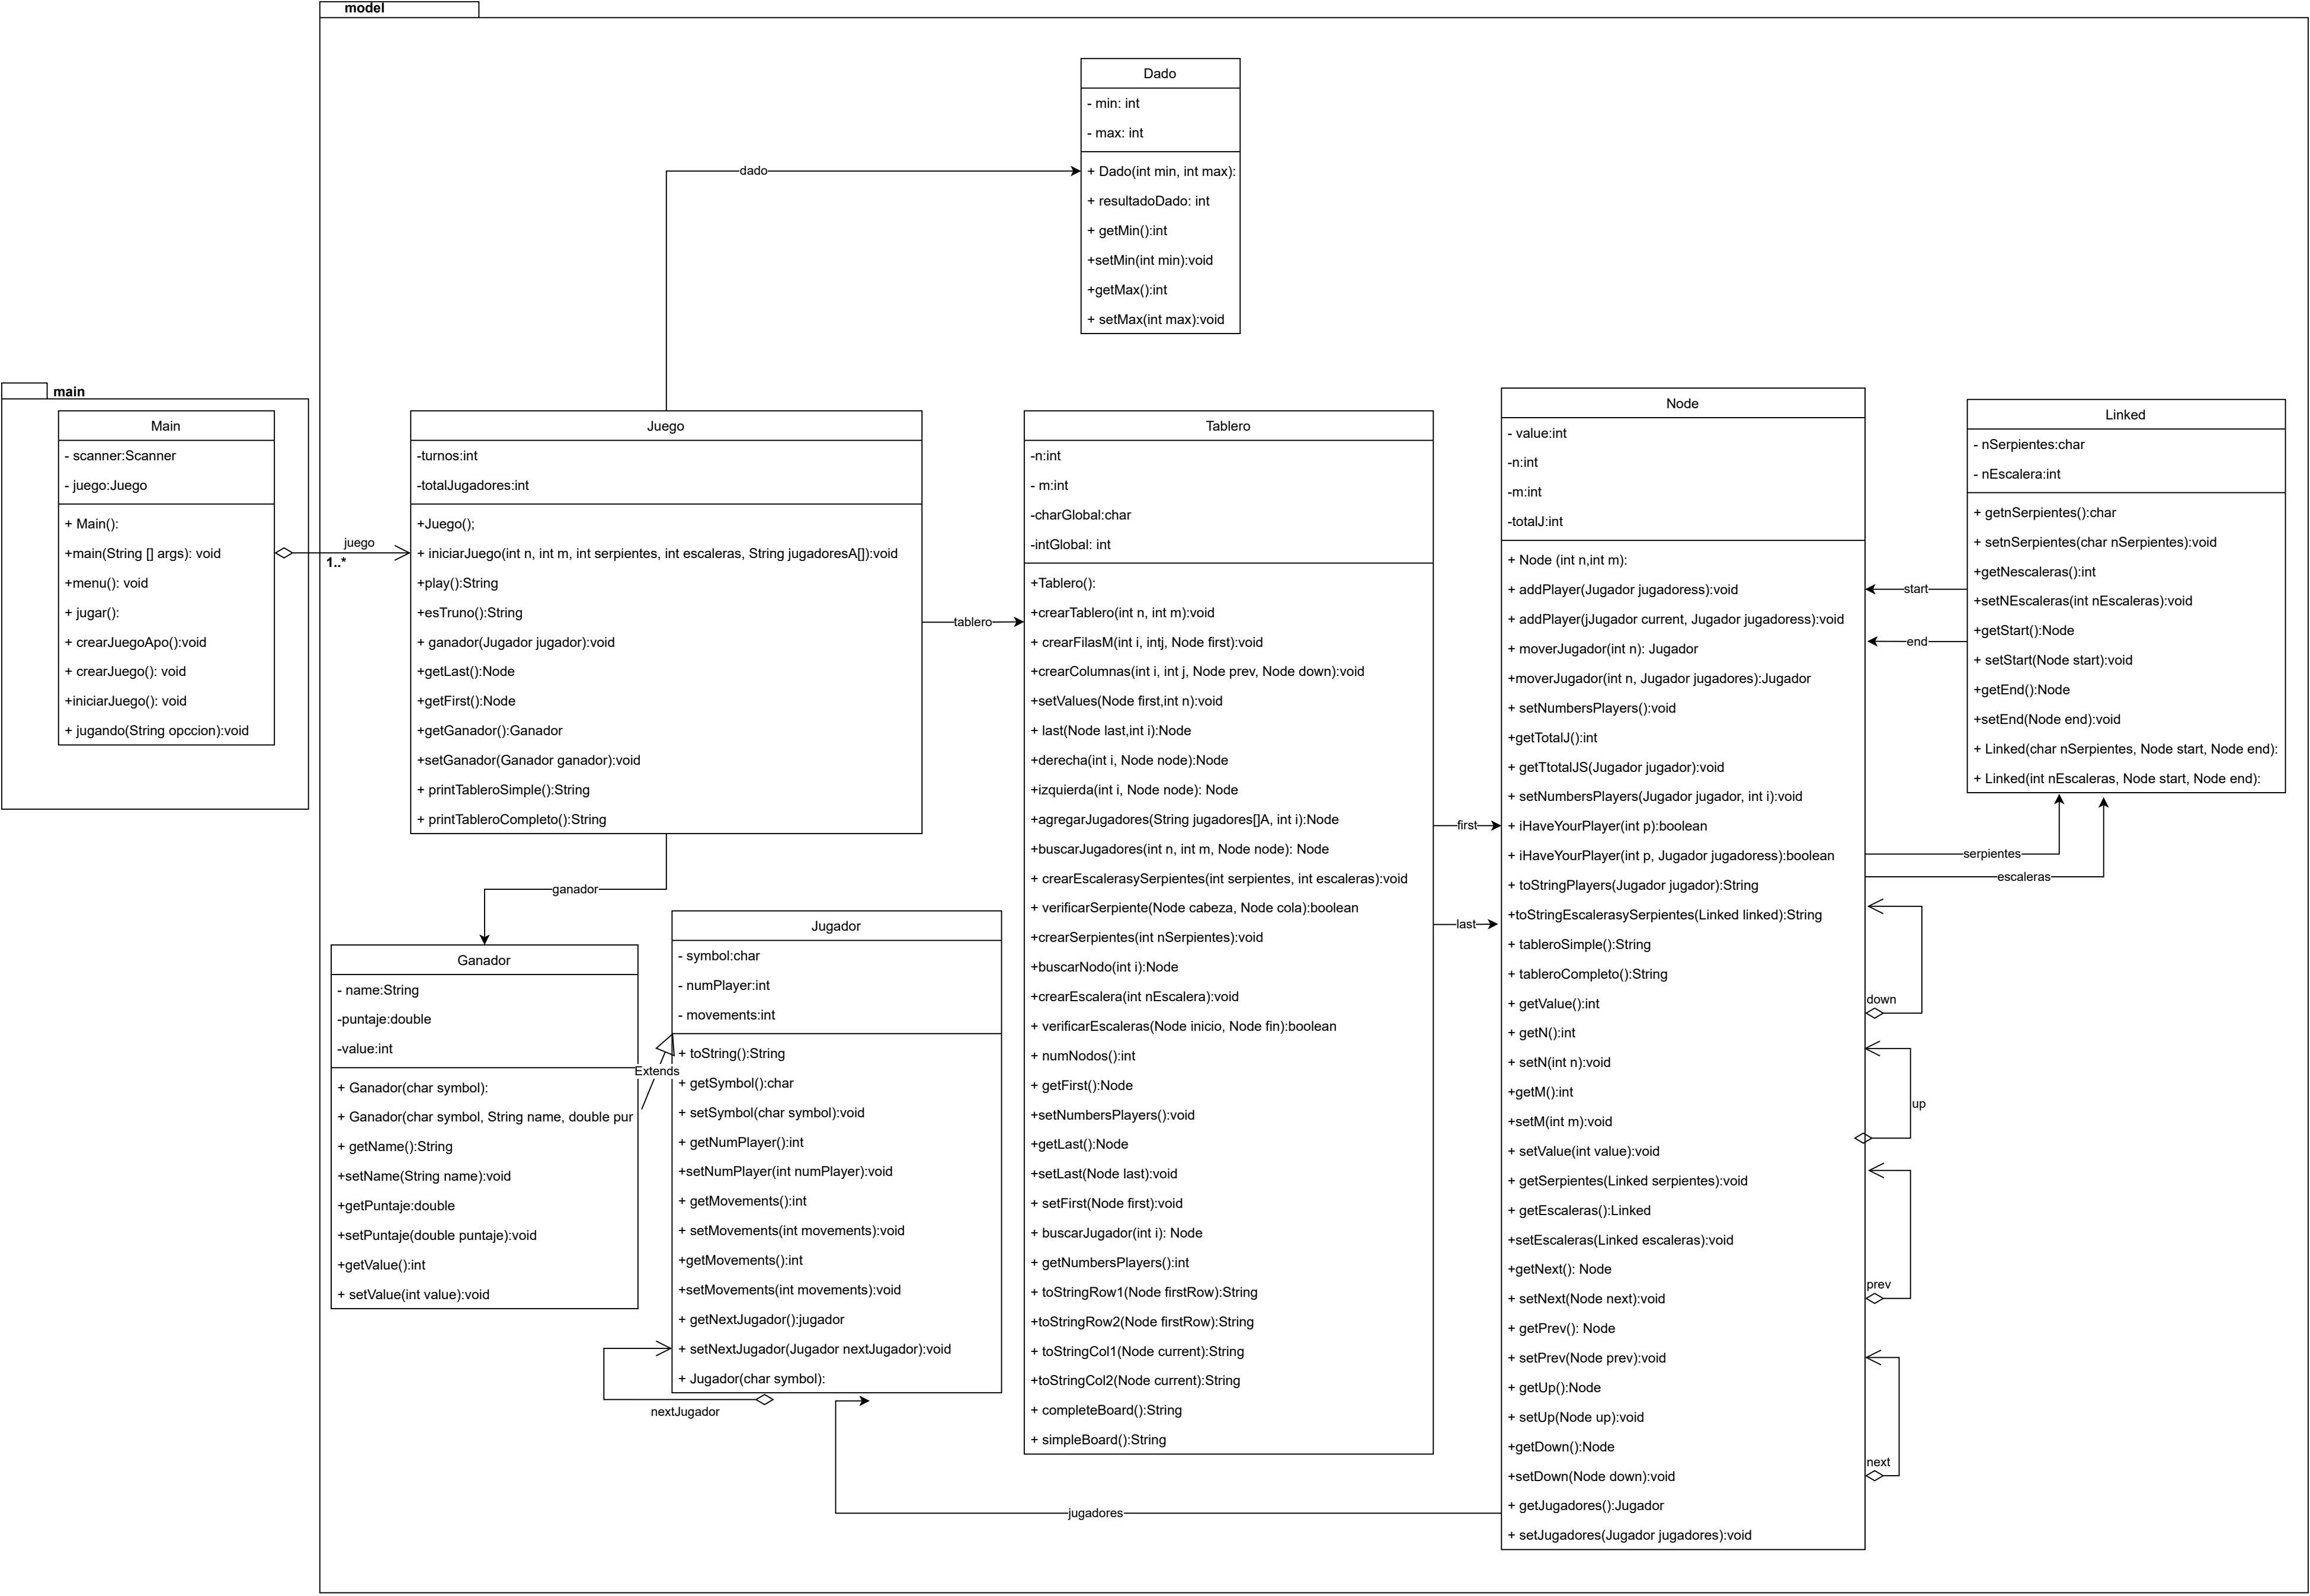 model
Dado
- min: int
- max: int
+ Dado(int min, int max):
+ resultadoDado: int
+ getMin():int
+setMin(int min):void
+getMax():int
+ setMax(int max):void
dado
main
Main
- scanner:Scanner
- juego:Juego
+ Main():
+main(String [] args): void
+menu(): void
+ jugar():
+ crearJuegoApo():void
+ crearJuego(): void
+iniciarJuego(): void
+ jugando(String opccion):void
juego
1..*
Juego
-turnos:int
-totalJugadores:int
+Juego();
+ iniciarJuego(int n, int m, int serpientes, int escaleras, String jugadoresA[]):void
+play():String
+esTruno():String
+ ganador(Jugador jugador):void
+getLast():Node
+getFirst():Node
+getGanador():Ganador
+setGanador(Ganador ganador):void
+ printTableroSimple():String
+ printTableroCompleto():String
tablero
ganador
Ganador
- name:String
-puntaje:double
-value:int
+ Ganador(char symbol):
+ Ganador(char symbol, String name, double pur
+ getName():String
+setName(String name):void
+getPuntaje:double
+setPuntaje(double puntaje):void
+getValue():int
+ setValue(int value):void
Extends
Jugador
- symbol:char
- numPlayer:int
- movements:int
+ toString():String
+ getSymbol():char
+ setSymbol(char symbol):void
+ getNumPlayer():int
+setNumPlayer(int numPlayer):void
+ getMovements():int
+ setMovements(int movements):void
+getMovements():int
+setMovements(int movements):void
+ getNextJugador():jugador
+ setNextJugador(Jugador nextJugador):void
+ Jugador(char symbol):
nextJugador
Tablero
-n:int
- m:int
-charGlobal:char
-intGlobal: int
+Tablero():
+crearTablero(int n, int m):void
+ crearFilasM(int i, intj, Node first):void
+crearColumnas(int i, int j, Node prev, Node down):void
+setValues(Node first,int n):void
+ last(Node last,int i):Node
+derecha(int i, Node node):Node
+izquierda(int i, Node node): Node
+agregarJugadores(String jugadores[]A, int i):Node
+buscarJugadores(int n, int m, Node node): Node
+ crearEscalerasySerpientes(int serpientes, int escaleras):void
+ verificarSerpiente(Node cabeza, Node cola):boolean
+crearSerpientes(int nSerpientes):void
+buscarNodo(int i):Node
+crearEscalera(int nEscalera):void
+ verificarEscaleras(Node inicio, Node fin):boolean
+ numNodos():int
+ getFirst():Node
+setNumbersPlayers():void
+getLast():Node
+setLast(Node last):void
+ setFirst(Node first):void
+ buscarJugador(int i): Node
+ getNumbersPlayers():int
+ toStringRow1(Node firstRow):String
+toStringRow2(Node firstRow):String
+ toStringCol1(Node current):String
+toStringCol2(Node current):String
+ completeBoard():String
+ simpleBoard():String
first
last
jugadores
Node
- value:int
-n:int
-m:int
-totalJ:int
+ Node (int n,int m):
+ addPlayer(Jugador jugadoress):void
+ addPlayer(jJugador current, Jugador jugadoress):void
+ moverJugador(int n): Jugador
+moverJugador(int n, Jugador jugadores):Jugador
+ setNumbersPlayers():void
+getTotalJ():int
+ getTtotalJS(Jugador jugador):void
+ setNumbersPlayers(Jugador jugador, int i):void
+ iHaveYourPlayer(int p):boolean
+ iHaveYourPlayer(int p, Jugador jugadoress):boolean
+ toStringPlayers(Jugador jugador):String
+toStringEscalerasySerpientes(Linked linked):String
+ tableroSimple():String
+ tableroCompleto():String
+ getValue():int
+ getN():int
+ setN(int n):void
+getM():int
+setM(int m):void
+ setValue(int value):void
+ getSerpientes(Linked serpientes):void
+ getEscaleras():Linked
+setEscaleras(Linked escaleras):void
+getNext(): Node
+ setNext(Node next):void
+ getPrev(): Node
+ setPrev(Node prev):void
+ getUp():Node
+ setUp(Node up):void
+getDown():Node
+setDown(Node down):void
+ getJugadores():Jugador
+ setJugadores(Jugador jugadores):void
start
end
Linked
- nSerpientes:char
- nEscalera:int
+ getnSerpientes():char
+ setnSerpientes(char nSerpientes):void
+getNescaleras():int
+setNEscaleras(int nEscaleras):void
+getStart():Node
+ setStart(Node start):void
+getEnd():Node
+setEnd(Node end):void
+ Linked(char nSerpientes, Node start, Node end):
+ Linked(int nEscaleras, Node start, Node end):
serpientes
escaleras
down
up
prev
next